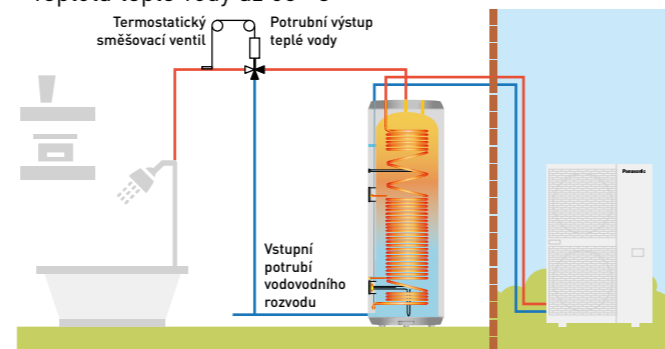 Termostatický
směšovací ventil
Potrubní výstup
teplé vody
Panasonic
Vstupní
potrubí
vodovodního
rozvodu